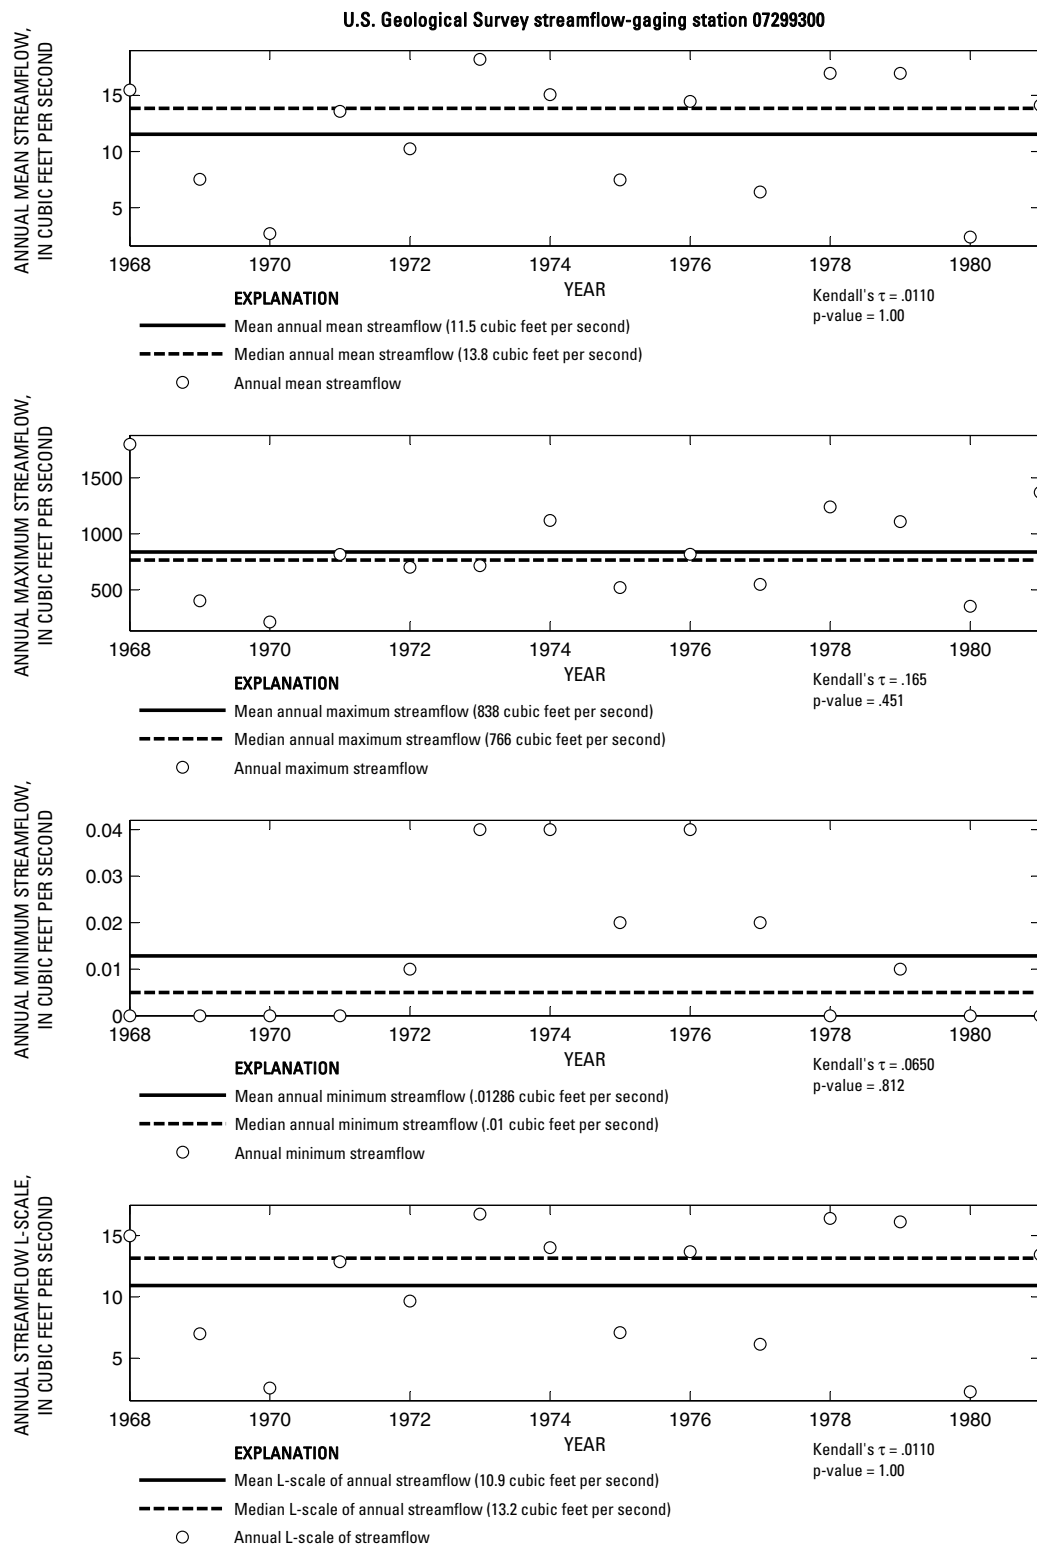 U.S. Geological Survey streamflow-gaging station 07299300
ANNUAL MEAN STREAMFLOW,
IN CUBIC FEET PER SECOND
15
10
5
1968 1970 1972 1974 1976 1978 1980
YEAR
EXPLANATION
Mean annual mean streamflow (11.5 cubic feet per second)
Median annual mean streamflow (13.8 cubic feet per second)
Annual mean streamflow
Kendall's τ = .0110
p-value = 1.00
ANNUAL MAXIMUM STREAMFLOW,
IN CUBIC FEET PER SECOND
1500
1000
500
1968 1970 1972 1974 1976 1978 1980
YEAR
EXPLANATION
Mean annual maximum streamflow (838 cubic feet per second)
Median annual maximum streamflow (766 cubic feet per second)
Annual maximum streamflow
Kendall's τ = .165
p-value = .451
ANNUAL MINIMUM STREAMFLOW,
IN CUBIC FEET PER SECOND
0.04
0.03
0.02
0.01
0
1968 1970 1972 1974 1976 1978 1980
YEAR
EXPLANATION
Mean annual minimum streamflow (.01286 cubic feet per second)
Median annual minimum streamflow (.01 cubic feet per second)
Annual minimum streamflow
Kendall's τ = .0650
p-value = .812
ANNUAL STREAMFLOW L-SCALE,
IN CUBIC FEET PER SECOND
15
10
5
1968 1970 1972 1974 1976 1978 1980
YEAR
EXPLANATION
Mean L-scale of annual streamflow (10.9 cubic feet per second)
Median L-scale of annual streamflow (13.2 cubic feet per second)
Annual L-scale of streamflow
Kendall's τ = .0110
p-value = 1.00